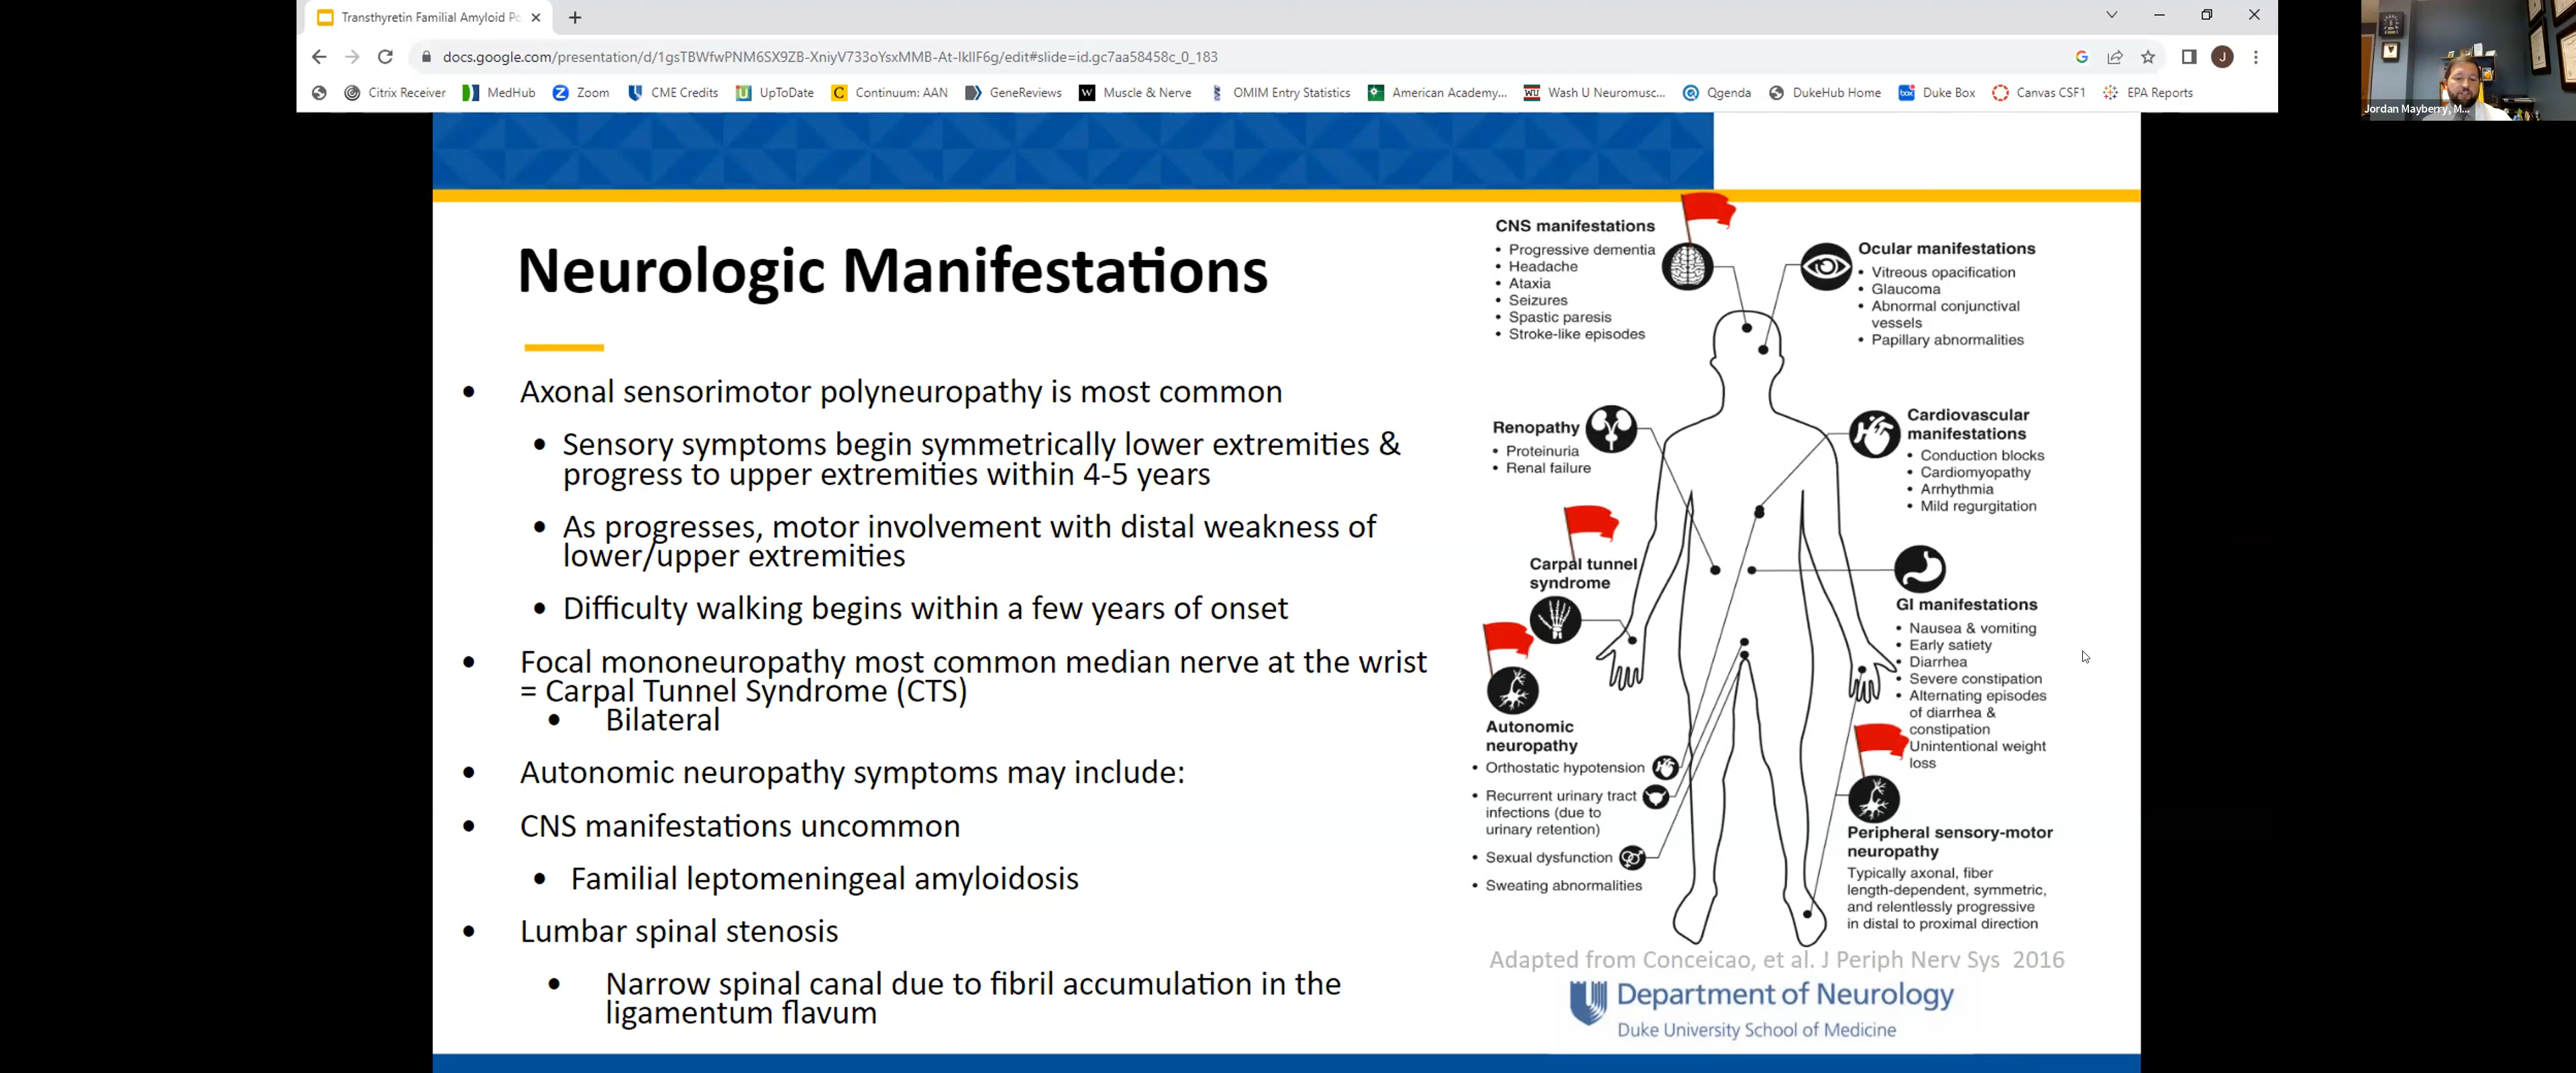 Transthyretin Familial Amyloid Po
docs.google.com/presentation/d/1gsTBWfwPNM6SX9ZB-XniyV733oYsxMMB-At-IkIIF6g/edit#slide=id.gc7aa58458c_0_183
J
Citrix Receiver MedHub Zoom CME Credits UpToDate Continuum: AAN GeneReviews Muscle & Nerve OMIM Entry Statistics American Academy... Wash U Neuromusc... Qgenda DukeHub Home Duke Box Canvas CSF1 EPA Reports
Jordan Mayberry, M...
Neurologic Manifestations
• Axonal sensorimotor polyneuropathy is most common
• Sensory symptoms begin symmetrically lower extremities &
progress to upper extremities within 4-5 years
• As progresses, motor involvement with distal weakness of
lower/upper extremities
• Difficulty walking begins within a few years of onset
• Focal mononeuropathy most common median nerve at the wrist
= Carpal Tunnel Syndrome (CTS)
• Bilateral
• Autonomic neuropathy symptoms may include:
• CNS manifestations uncommon
• Familial leptomeningeal amyloidosis
• Lumbar spinal stenosis
• Narrow spinal canal due to fibril accumulation in the
ligamentum flavum
CNS manifestations
• Progressive dementia
• Headache
• Ataxia
• Seizures
• Spastic paresis
• Stroke-like episodes
Ocular manifestations
• Vitreous opacification
• Glaucoma
• Abnormal conjunctival
vessels
• Papillary abnormalities
Renopathy
• Proteinuria
• Renal failure
Cardiovascular
manifestations
• Conduction blocks
• Cardiomyopathy
• Arrhythmia
• Mild regurgitation
Carpal tunnel
syndrome
GI manifestations
• Nausea & vomiting
• Early satiety
• Diarrhea
• Severe constipation
• Alternating episodes
of diarrhea &
constipation
Unintentional weight
loss
Autonomic
neuropathy
• Orthostatic hypotension
• Recurrent urinary tract
infections (due to
urinary retention)
• Sexual dysfunction
• Sweating abnormalities
Peripheral sensory-motor
neuropathy
Typically axonal, fiber
length-dependent, symmetric,
and relentlessly progressive
in distal to proximal direction
Adapted from Conceicao, et al. J Periph Nerv Sys 2016
Department of Neurology
Duke University School of Medicine